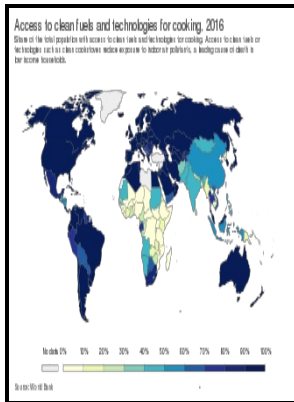 Access to clean fuels and technologies for cooking, 2016
Share of the total population with access to clean fuels and technologies for cooking. Access to clean fuels or
technologies such as clean cookstoves reduce exposure to indoor air pollutants, a leading cause of death in
low income households.
No data 0% 10% 20% 30% 40% 50% 60% 70% 80% 90% 100%
Source: World Bank